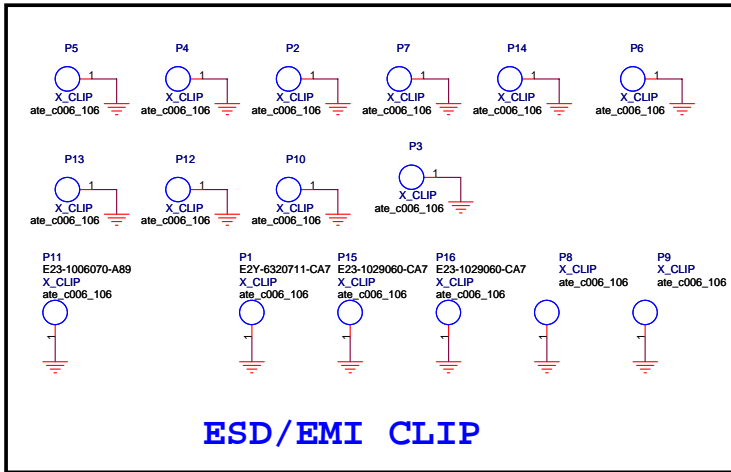 P5
1
X_CLIP
ate_c006_106
P4
1
X_CLIP
ate_c006_106
P2
1
X_CLIP
ate_c006_106
P7
1
X_CLIP
ate_c006_106
P14
1
X_CLIP
ate_c006_106
P6
1
X_CLIP
ate_c006_106
P13
1
X_CLIP
ate_c006_106
P12
1
X_CLIP
ate_c006_106
P10
1
X_CLIP
ate_c006_106
P3
1
X_CLIP
ate_c006_106
P11
E23-1006070-A89
X_CLIP
ate_c006_106
1
P1
E2Y-6320711-CA7
X_CLIP
ate_c006_106
1
P15
E23-1029060-CA7
X_CLIP
ate_c006_106
1
P16
E23-1029060-CA7
X_CLIP
ate_c006_106
1
P8
X_CLIP
ate_c006_106
1
P9
X_CLIP
ate_c006_106
1
ESD/EMI CLIP